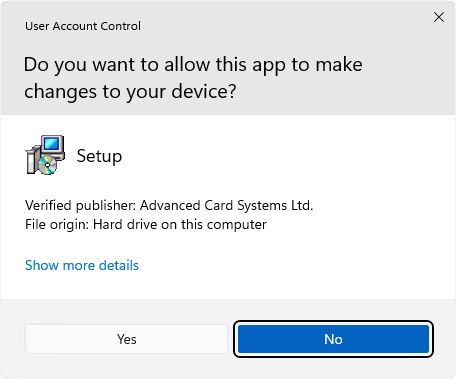 User Account Control
Do you want to allow this app to make
changes to your device?
Setup
Verified publisher: Advanced Card Systems Ltd.
File origin: Hard drive on this computer
Show more details
Yes
No